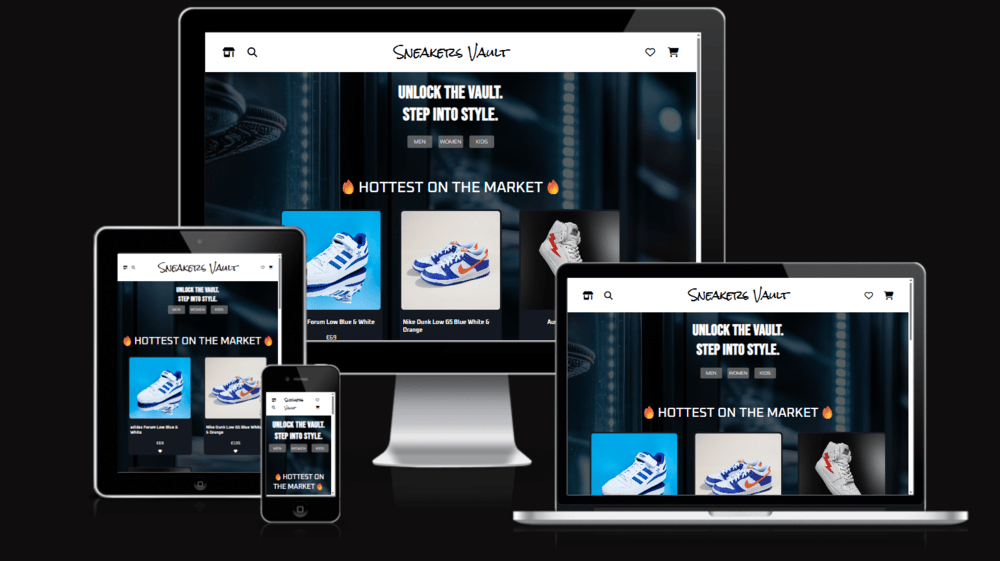 Sneakers Vault
UNLOCK THE VAULT.
STEP INTO STYLE.
MEN WOMEN KIDS
🔥 HOTTEST ON THE MARKET 🔥
Forum Low Blue & White
Nike Dunk Low GS Blue White &
Orange
£69
Sneakers Vault
UNLOCK THE VAULT.
STEP INTO STYLE.
MEN WOMEN KIDS
🔥 HOTTEST ON THE MARKET 🔥
adidas Forum Low Blue &
White
Nike Dunk Low GS Blue White &
Orange
£69
Sneakers
Vault
UNLOCK THE VAULT.
STEP INTO STYLE.
MEN WOMEN KIDS
🔥 HOTTEST ON
THE MARKET 🔥
Sneakers Vault
UNLOCK THE VAULT.
STEP INTO STYLE.
MEN WOMEN KIDS
🔥 HOTTEST ON THE MARKET 🔥